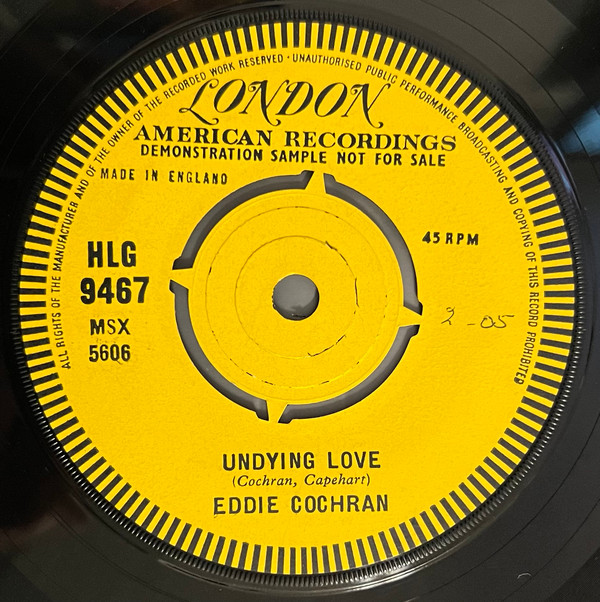 ALL RIGHTS OF THE MANUFACTURER AND OF THE OWNER OF THE RECORDED WORK RESERVED · UNAUTHORISED PUBLIC PERFORMANCE BROADCASTING AND COPYING OF THIS RECORD PROHIBITED
LONDON
AMERICAN RECORDINGS
DEMONSTRATION SAMPLE NOT FOR SALE
MADE IN ENGLAND
45 RPM
HLG
9467
MSX
5606
2-05
UNDYING LOVE
(Cochran, Capehart)
EDDIE COCHRAN